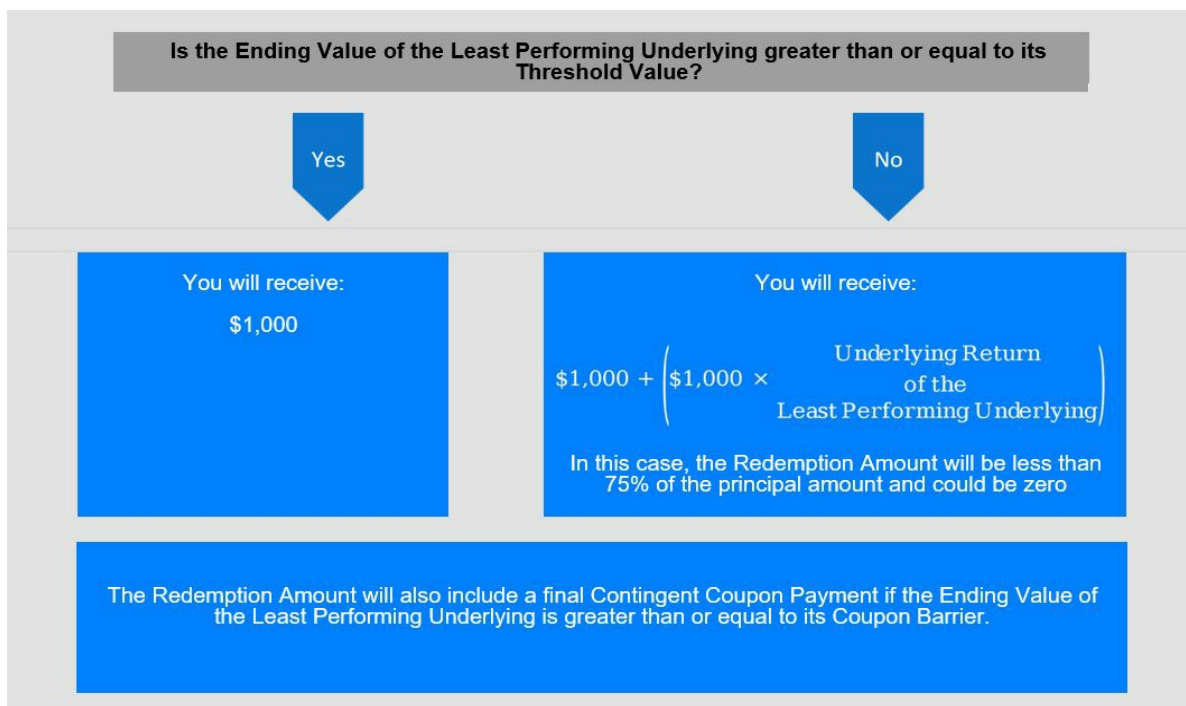 Is the Ending Value of the Least Performing Underlying greater than or equal to its
Threshold Value?
Yes
No
You will receive:
$1,000
You will receive:
$1,000 + ($1,000 × Underlying Return
of the
Least Performing Underlying)
In this case, the Redemption Amount will be less than
75% of the principal amount and could be zero
The Redemption Amount will also include a final Contingent Coupon Payment if the Ending Value of
the Least Performing Underlying is greater than or equal to its Coupon Barrier.